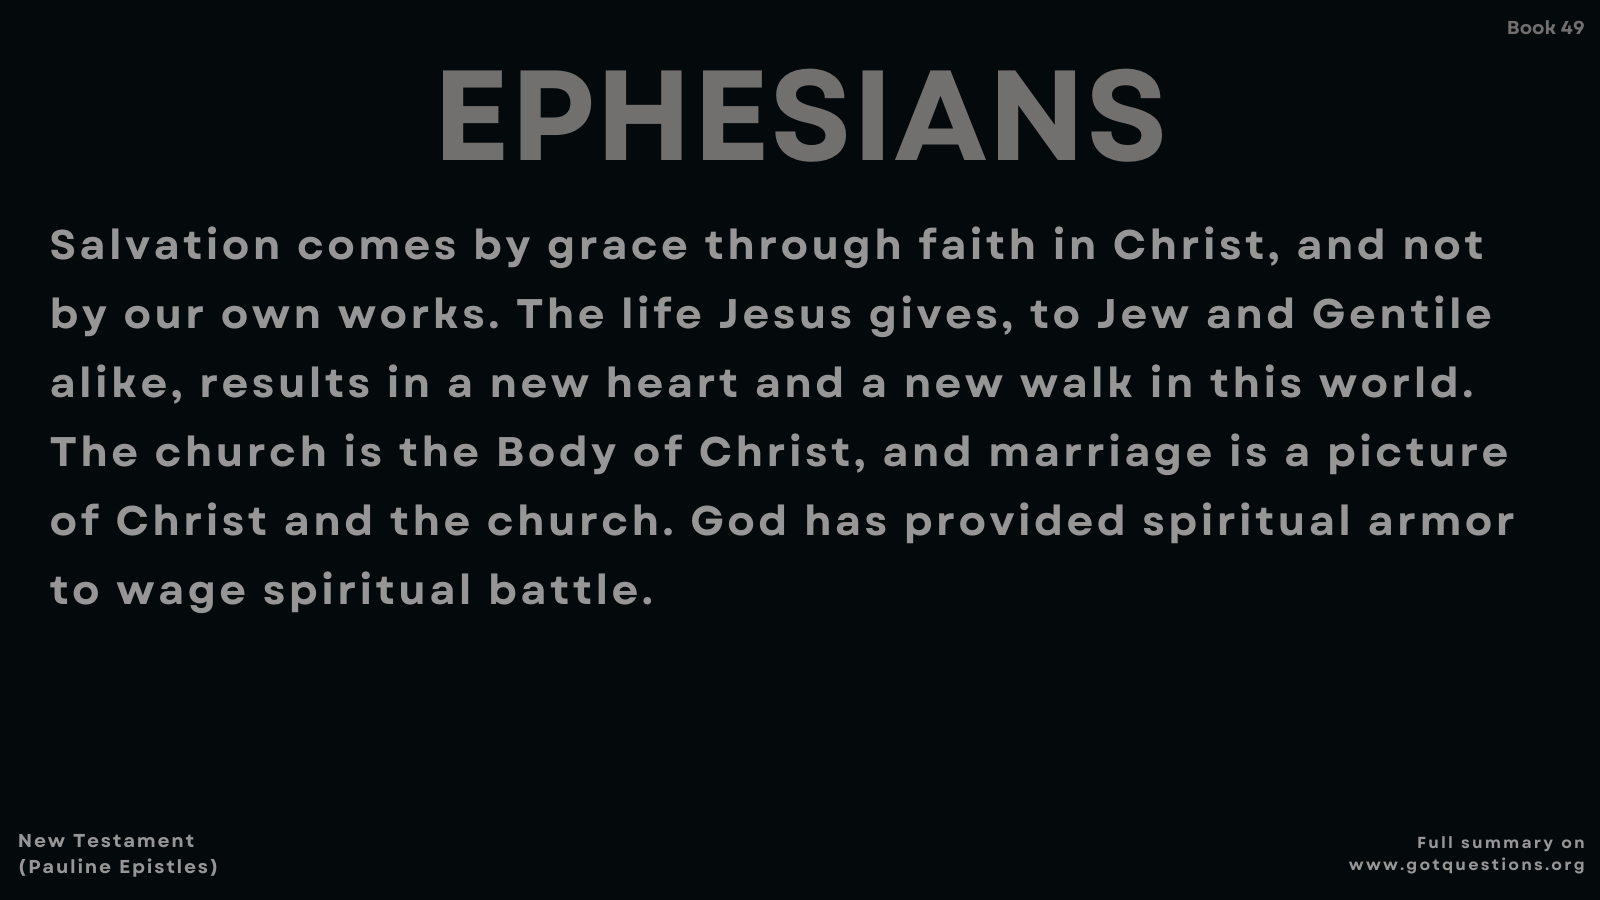 Book 49
EPHESIANS
Salvation comes by grace through faith in Christ, and not
by our own works. The life Jesus gives, to Jew and Gentile
alike, results in a new heart and a new walk in this world.
The church is the Body of Christ, and marriage is a picture
of Christ and the church. God has provided spiritual armor
to wage spiritual battle.
New Testament
(Pauline Epistles)
Full summary on
www.gotquestions.org